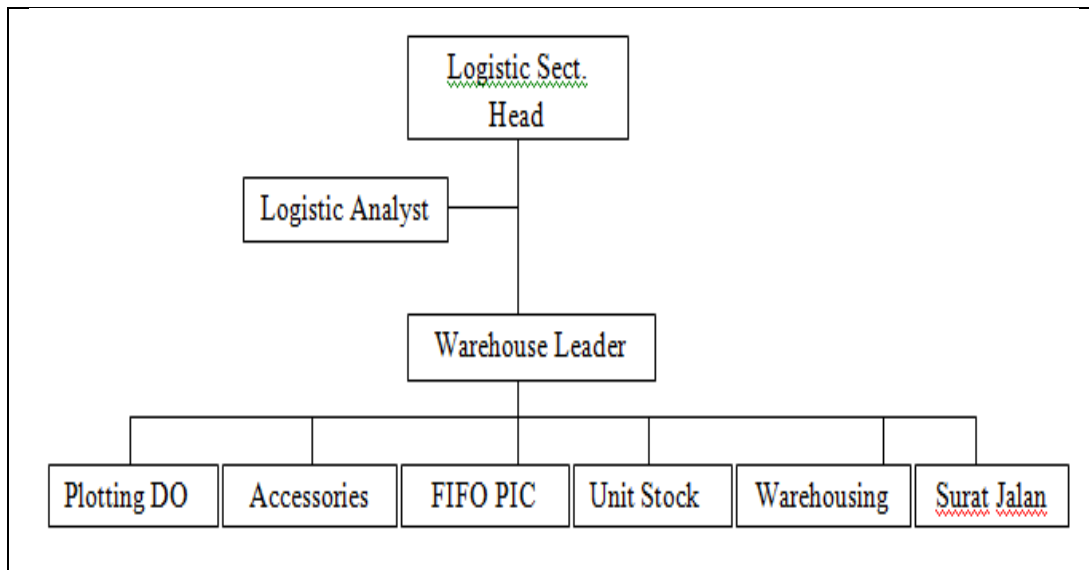 Logistic Sect.
Head
Logistic Analyst
Warehouse Leader
Plotting DO
Accessories
FIFO PIC
Unit Stock
Warehousing
Surat Jalan